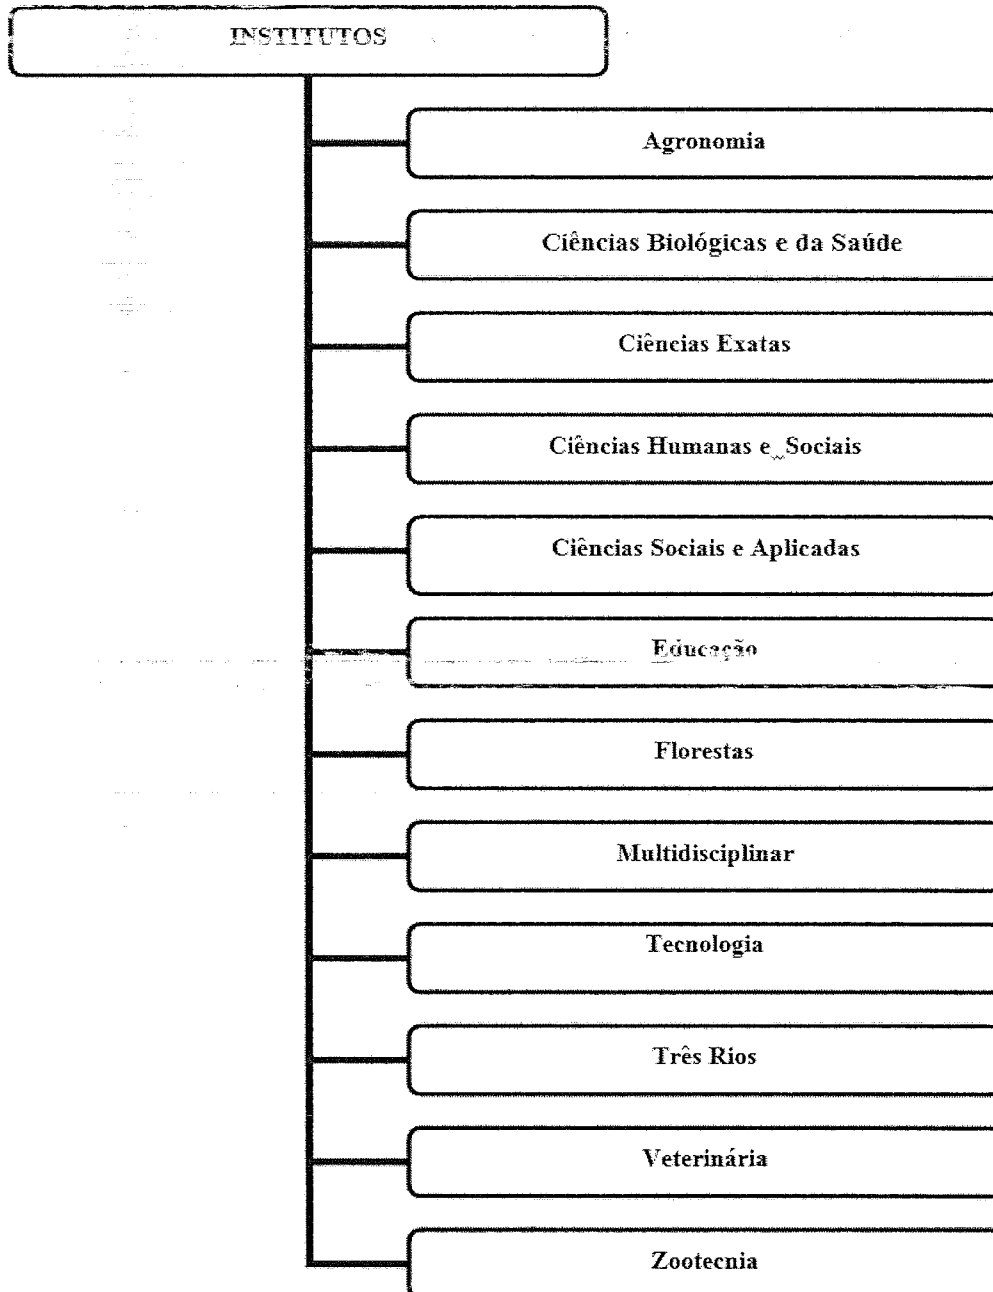 INSTITUTOS
Agronomia
Ciências Biológicas e da Saúde
Ciências Exatas
Ciências Humanas e Sociais
Ciências Sociais e Aplicadas
Educação
Florestas
Multidisciplinar
Tecnologia
Três Rios
Veterinária
Zootecnia